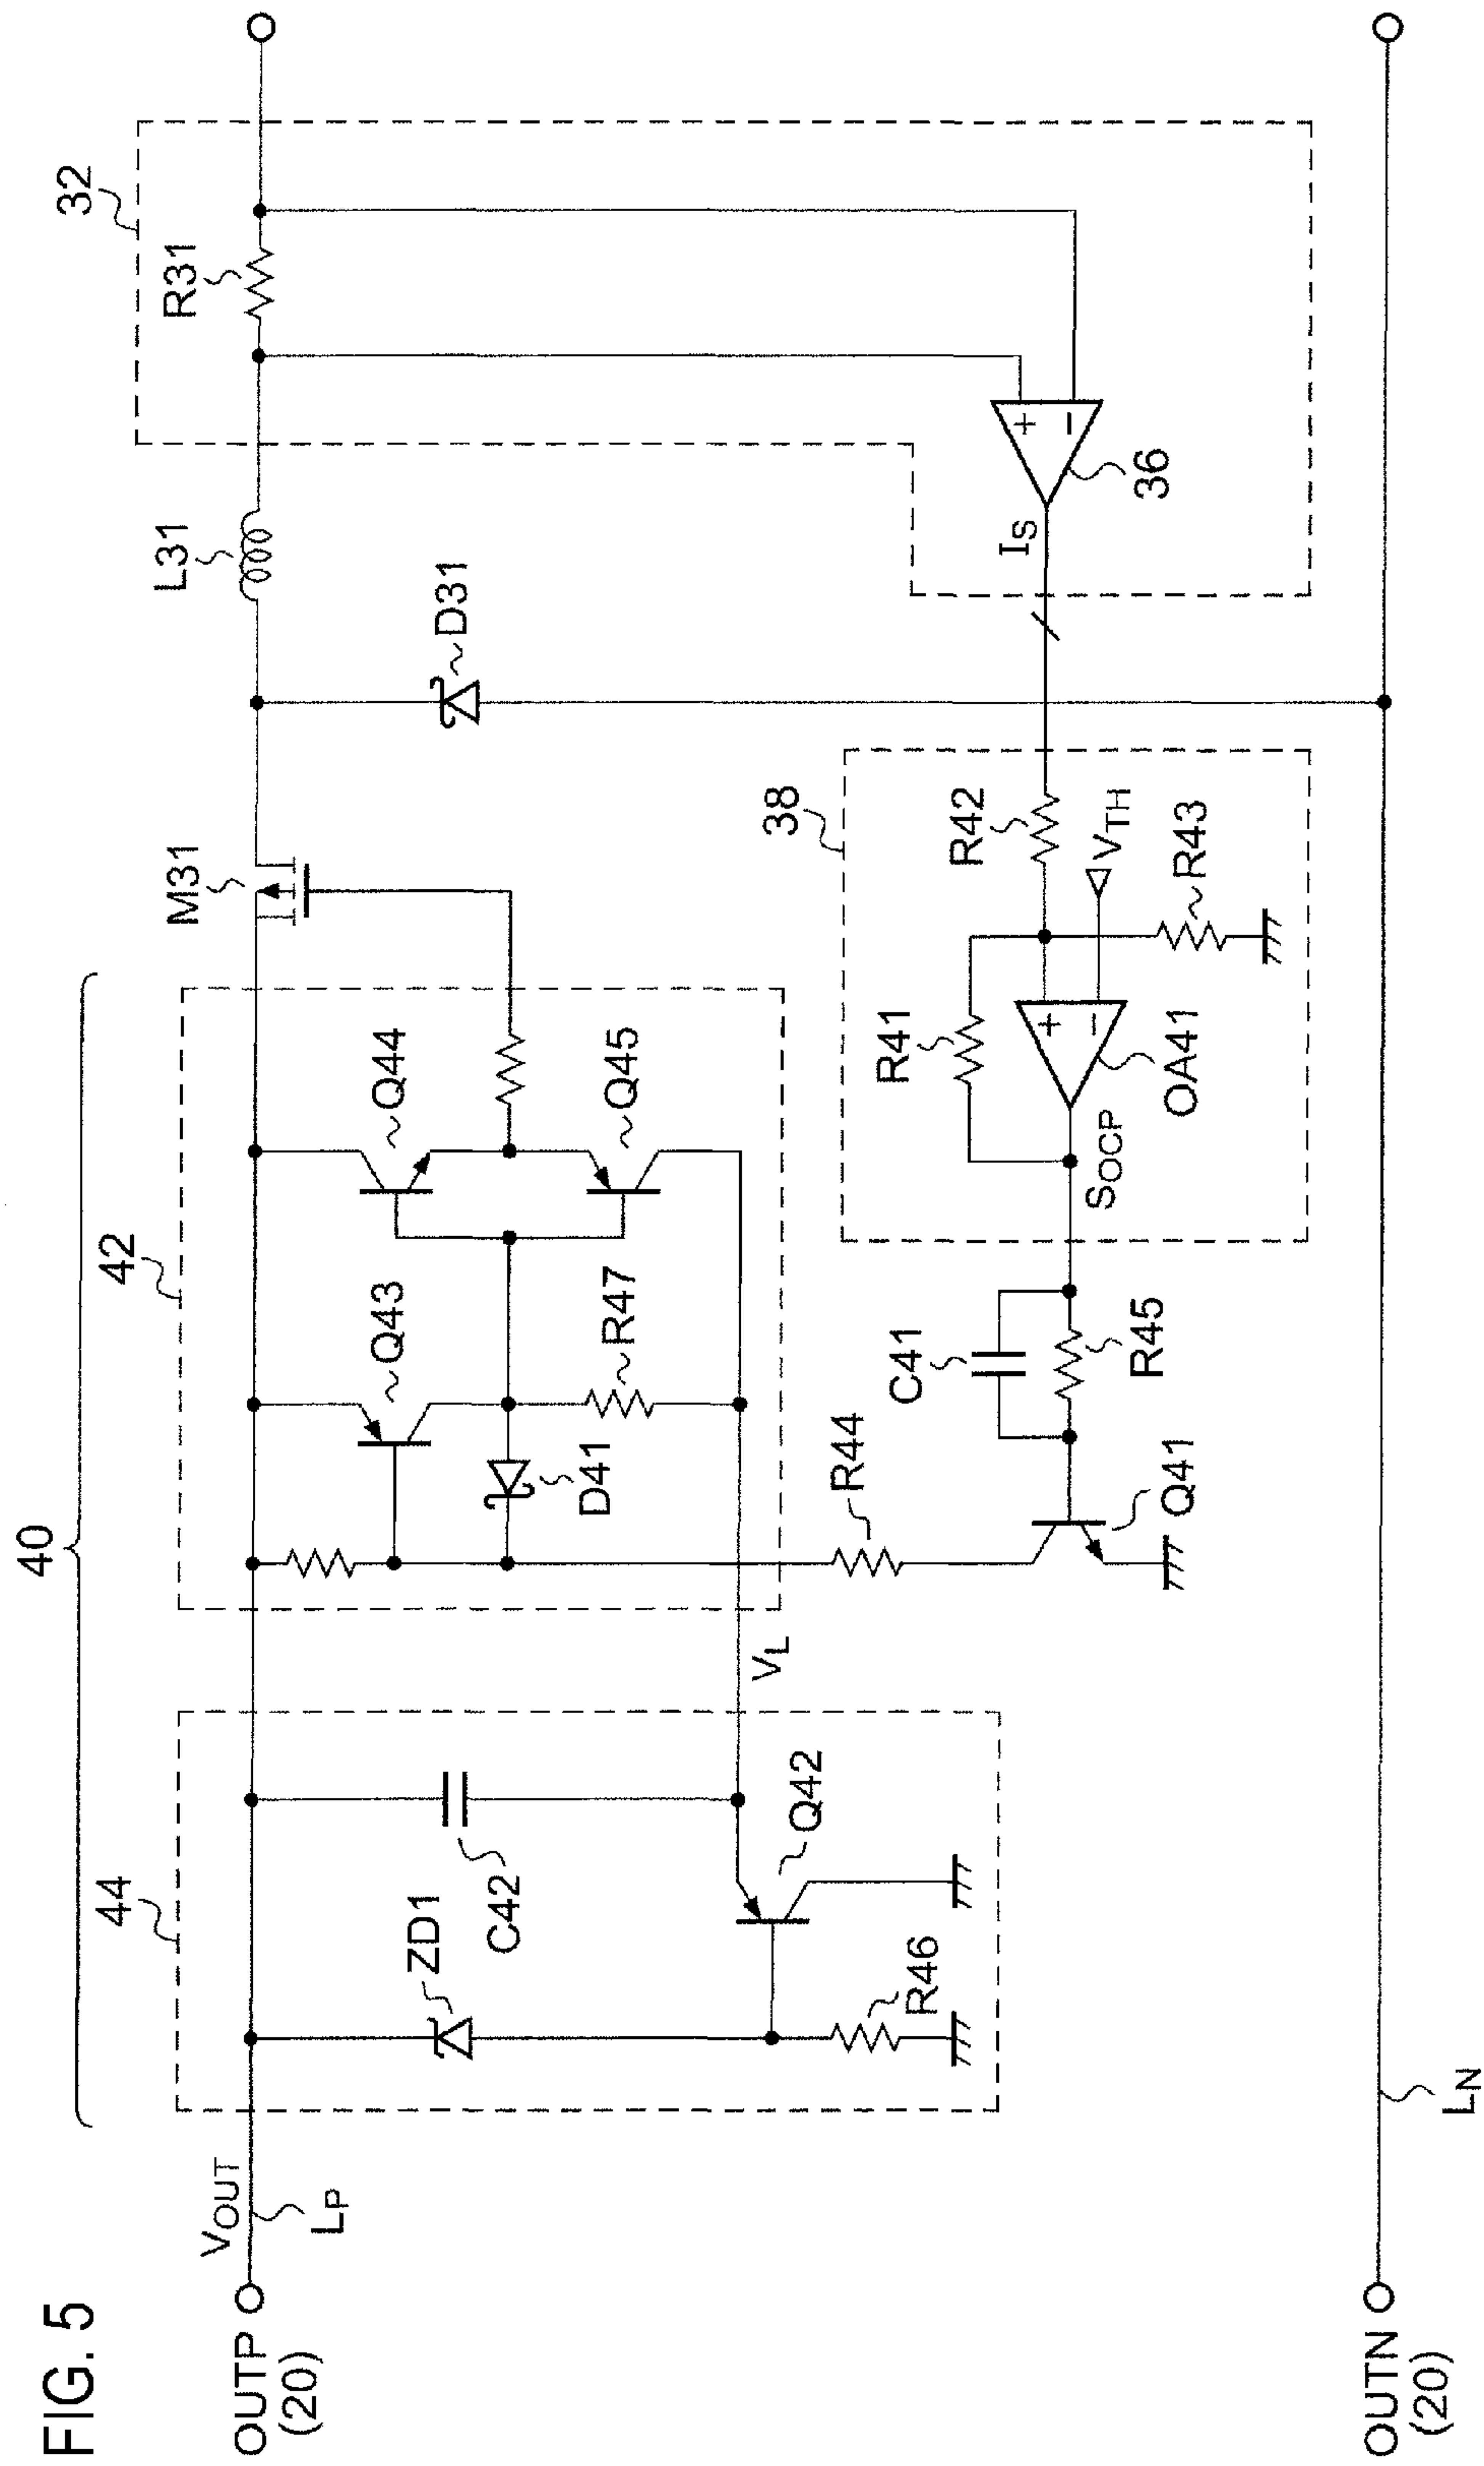 FIG. 5
40
44
42
32
VOUT
LP
OUTP
(20)
ZD1
C42
Q42
R46
VL
Q43
D41
R47
Q44
Q45
M31
L31
D31
R31
R44
Q41
C41
R45
38
SOCP
R41
OA41
+
−
R42
VTH
R43
IS
+
−
36
OUTN
(20)
LN